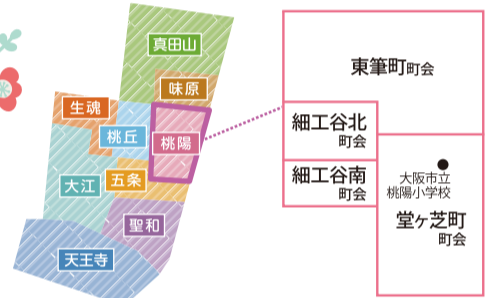 真田山
味原
生魂
桃丘
桃陽
大江
五条
聖和
天王寺
東筆町町会
細工谷北
町会
細工谷南
町会
大阪市立
桃陽小学校
堂ヶ芝町
町会